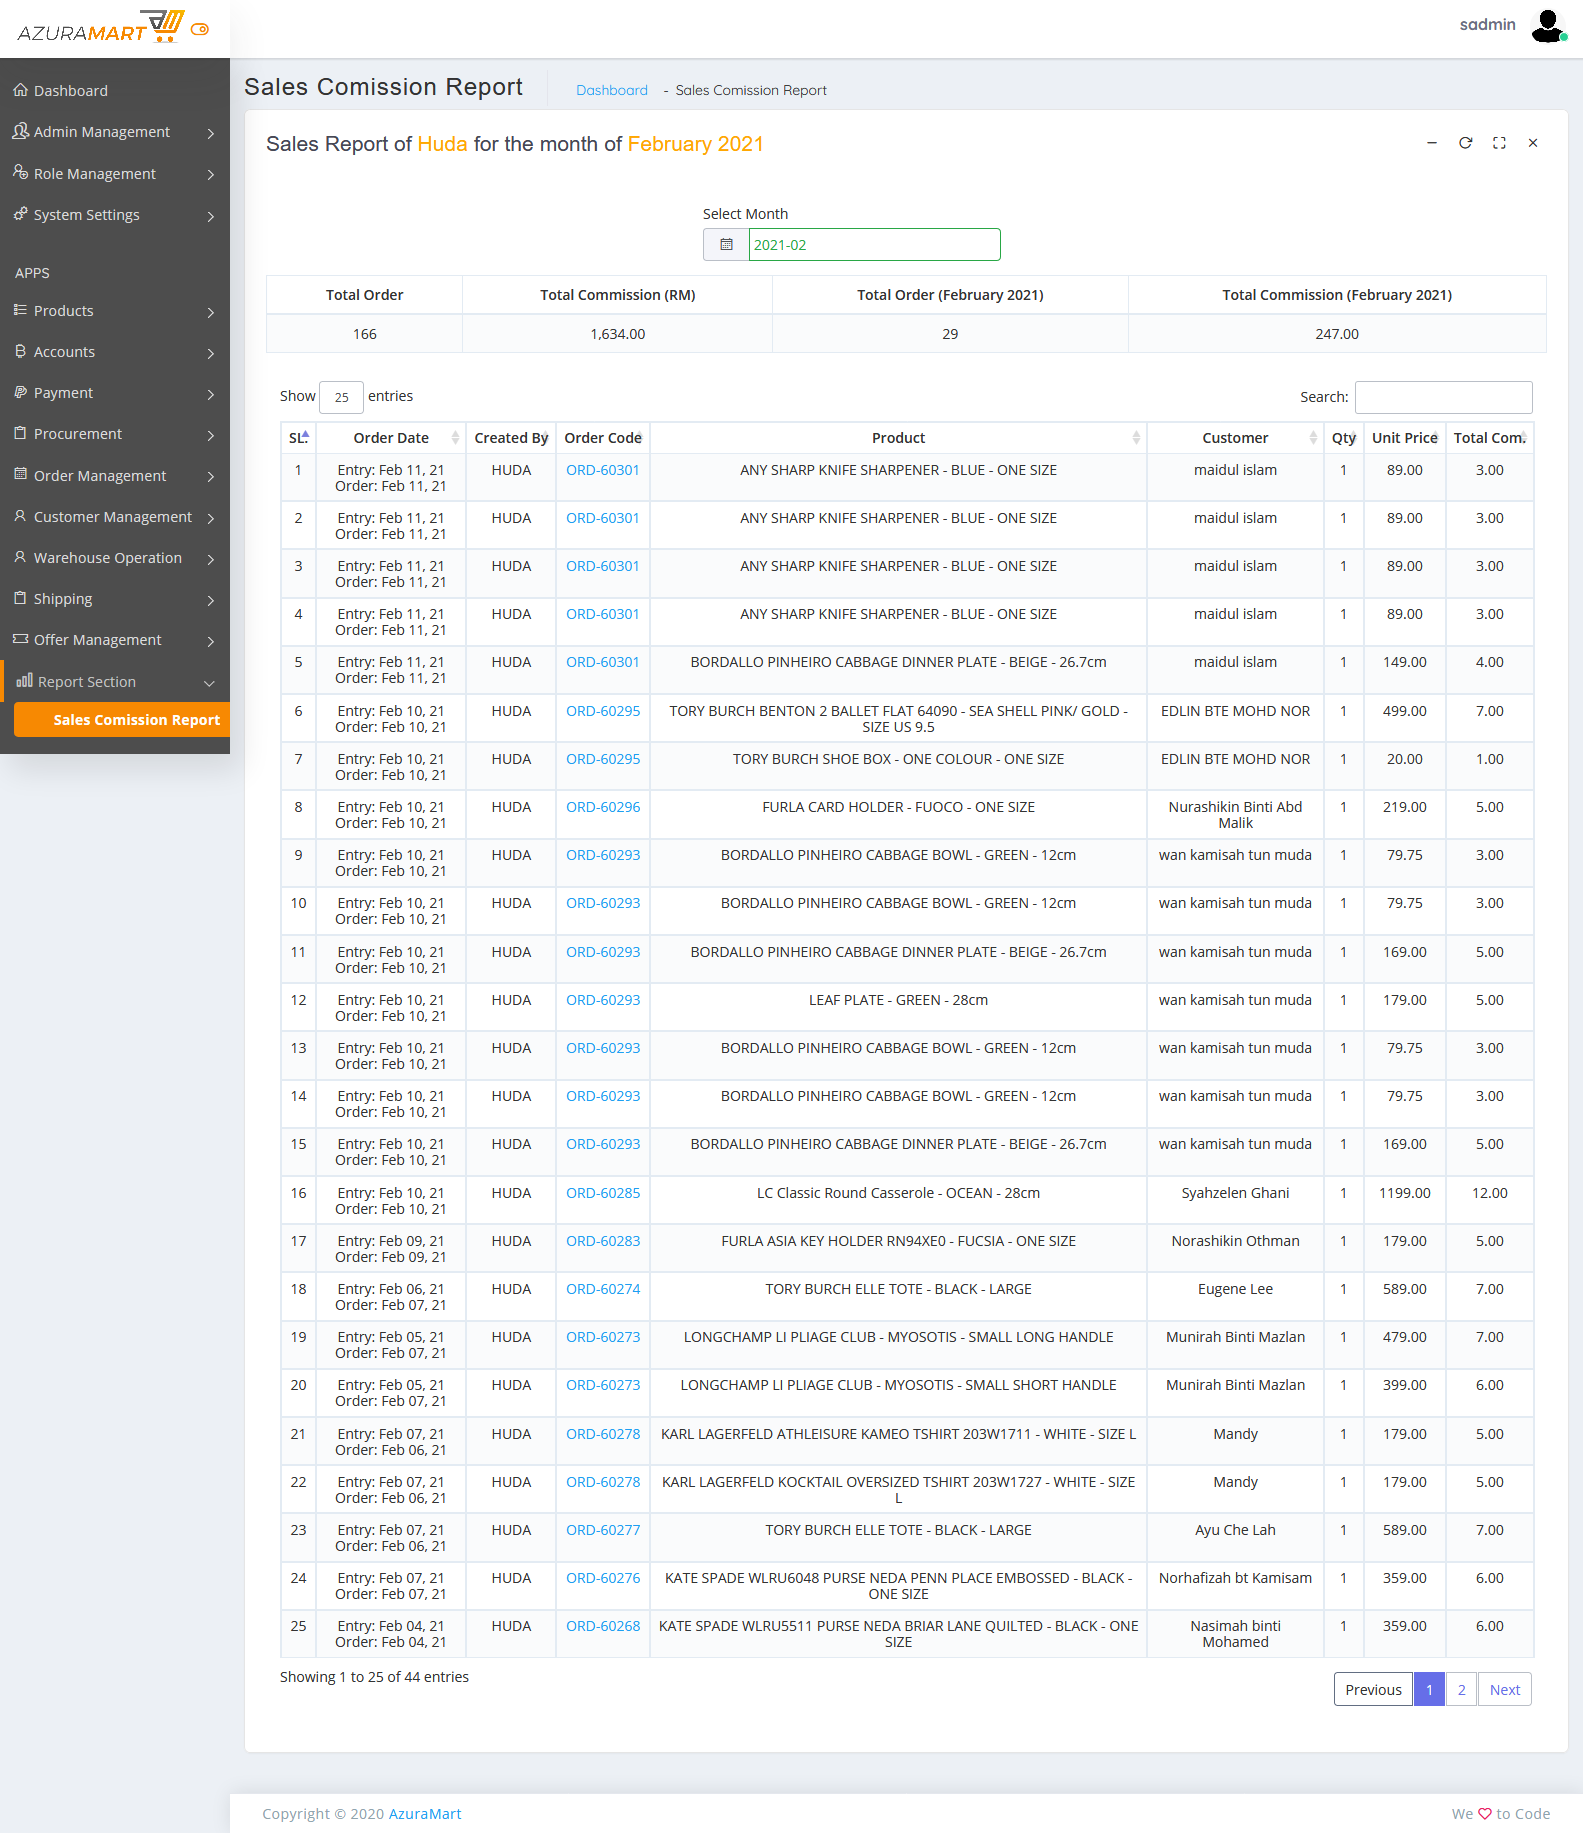 AZURAMART
sadmin
Dashboard
Admin Management
Role Management
System Settings
APPS
Products
Accounts
Payment
Procurement
Order Management
Customer Management
Warehouse Operation
Shipping
Offer Management
Report Section
Sales Comission Report
Sales Comission Report
Dashboard - Sales Comission Report
Sales Report of Huda for the month of February 2021
Select Month
2021-02
Total Order Total Commission (RM) Total Order (February 2021) Total Commission (February 2021)
166 1,634.00 29 247.00
Show 25 entries Search:
SL. Order Date Created By Order Code Product Customer Qty Unit Price Total Com.
1 Entry: Feb 11, 21 HUDA ORD-60301 ANY SHARP KNIFE SHARPENER - BLUE - ONE SIZE maidul islam 1 89.00 3.00
Order: Feb 11, 21
2 Entry: Feb 11, 21 HUDA ORD-60301 ANY SHARP KNIFE SHARPENER - BLUE - ONE SIZE maidul islam 1 89.00 3.00
Order: Feb 11, 21
3 Entry: Feb 11, 21 HUDA ORD-60301 ANY SHARP KNIFE SHARPENER - BLUE - ONE SIZE maidul islam 1 89.00 3.00
Order: Feb 11, 21
4 Entry: Feb 11, 21 HUDA ORD-60301 ANY SHARP KNIFE SHARPENER - BLUE - ONE SIZE maidul islam 1 89.00 3.00
Order: Feb 11, 21
5 Entry: Feb 11, 21 HUDA ORD-60301 BORDALLO PINHEIRO CABBAGE DINNER PLATE - BEIGE - 26.7cm maidul islam 1 149.00 4.00
Order: Feb 11, 21
6 Entry: Feb 10, 21 HUDA ORD-60295 TORY BURCH BENTON 2 BALLET FLAT 64090 - SEA SHELL PINK/ GOLD - EDLIN BTE MOHD NOR 1 499.00 7.00
Order: Feb 10, 21 SIZE US 9.5
7 Entry: Feb 10, 21 HUDA ORD-60295 TORY BURCH SHOE BOX - ONE COLOUR - ONE SIZE EDLIN BTE MOHD NOR 1 20.00 1.00
Order: Feb 10, 21
8 Entry: Feb 10, 21 HUDA ORD-60296 FURLA CARD HOLDER - FUOCO - ONE SIZE Nurashikin Binti Abd 1 219.00 5.00
Order: Feb 10, 21 Malik
9 Entry: Feb 10, 21 HUDA ORD-60293 BORDALLO PINHEIRO CABBAGE BOWL - GREEN - 12cm wan kamisah tun muda 1 79.75 3.00
Order: Feb 10, 21
10 Entry: Feb 10, 21 HUDA ORD-60293 BORDALLO PINHEIRO CABBAGE BOWL - GREEN - 12cm wan kamisah tun muda 1 79.75 3.00
Order: Feb 10, 21
11 Entry: Feb 10, 21 HUDA ORD-60293 BORDALLO PINHEIRO CABBAGE DINNER PLATE - BEIGE - 26.7cm wan kamisah tun muda 1 169.00 5.00
Order: Feb 10, 21
12 Entry: Feb 10, 21 HUDA ORD-60293 LEAF PLATE - GREEN - 28cm wan kamisah tun muda 1 179.00 5.00
Order: Feb 10, 21
13 Entry: Feb 10, 21 HUDA ORD-60293 BORDALLO PINHEIRO CABBAGE BOWL - GREEN - 12cm wan kamisah tun muda 1 79.75 3.00
Order: Feb 10, 21
14 Entry: Feb 10, 21 HUDA ORD-60293 BORDALLO PINHEIRO CABBAGE BOWL - GREEN - 12cm wan kamisah tun muda 1 79.75 3.00
Order: Feb 10, 21
15 Entry: Feb 10, 21 HUDA ORD-60293 BORDALLO PINHEIRO CABBAGE DINNER PLATE - BEIGE - 26.7cm wan kamisah tun muda 1 169.00 5.00
Order: Feb 10, 21
16 Entry: Feb 10, 21 HUDA ORD-60285 LC Classic Round Casserole - OCEAN - 28cm Syahzelen Ghani 1 1199.00 12.00
Order: Feb 10, 21
17 Entry: Feb 09, 21 HUDA ORD-60283 FURLA ASIA KEY HOLDER RN94XE0 - FUCSIA - ONE SIZE Norashikin Othman 1 179.00 5.00
Order: Feb 09, 21
18 Entry: Feb 06, 21 HUDA ORD-60274 TORY BURCH ELLE TOTE - BLACK - LARGE Eugene Lee 1 589.00 7.00
Order: Feb 07, 21
19 Entry: Feb 05, 21 HUDA ORD-60273 LONGCHAMP LI PLIAGE CLUB - MYOSOTIS - SMALL LONG HANDLE Munirah Binti Mazlan 1 479.00 7.00
Order: Feb 07, 21
20 Entry: Feb 05, 21 HUDA ORD-60273 LONGCHAMP LI PLIAGE CLUB - MYOSOTIS - SMALL SHORT HANDLE Munirah Binti Mazlan 1 399.00 6.00
Order: Feb 07, 21
21 Entry: Feb 07, 21 HUDA ORD-60278 KARL LAGERFELD ATHLEISURE KAMEO TSHIRT 203W1711 - WHITE - SIZE L Mandy 1 179.00 5.00
Order: Feb 06, 21
22 Entry: Feb 07, 21 HUDA ORD-60278 KARL LAGERFELD KOCKTAIL OVERSIZED TSHIRT 203W1727 - WHITE - SIZE Mandy 1 179.00 5.00
Order: Feb 06, 21 L
23 Entry: Feb 07, 21 HUDA ORD-60277 TORY BURCH ELLE TOTE - BLACK - LARGE Ayu Che Lah 1 589.00 7.00
Order: Feb 06, 21
24 Entry: Feb 07, 21 HUDA ORD-60276 KATE SPADE WLRU6048 PURSE NEDA PENN PLACE EMBOSSED - BLACK - Norhafizah bt Kamisam 1 359.00 6.00
Order: Feb 07, 21 ONE SIZE
25 Entry: Feb 04, 21 HUDA ORD-60268 KATE SPADE WLRU5511 PURSE NEDA BRIAR LANE QUILTED - BLACK - ONE Nasimah binti 1 359.00 6.00
Order: Feb 04, 21 SIZE Mohamed
Showing 1 to 25 of 44 entries
Previous 1 2 Next
Copyright © 2020 AzuraMart
We to Code